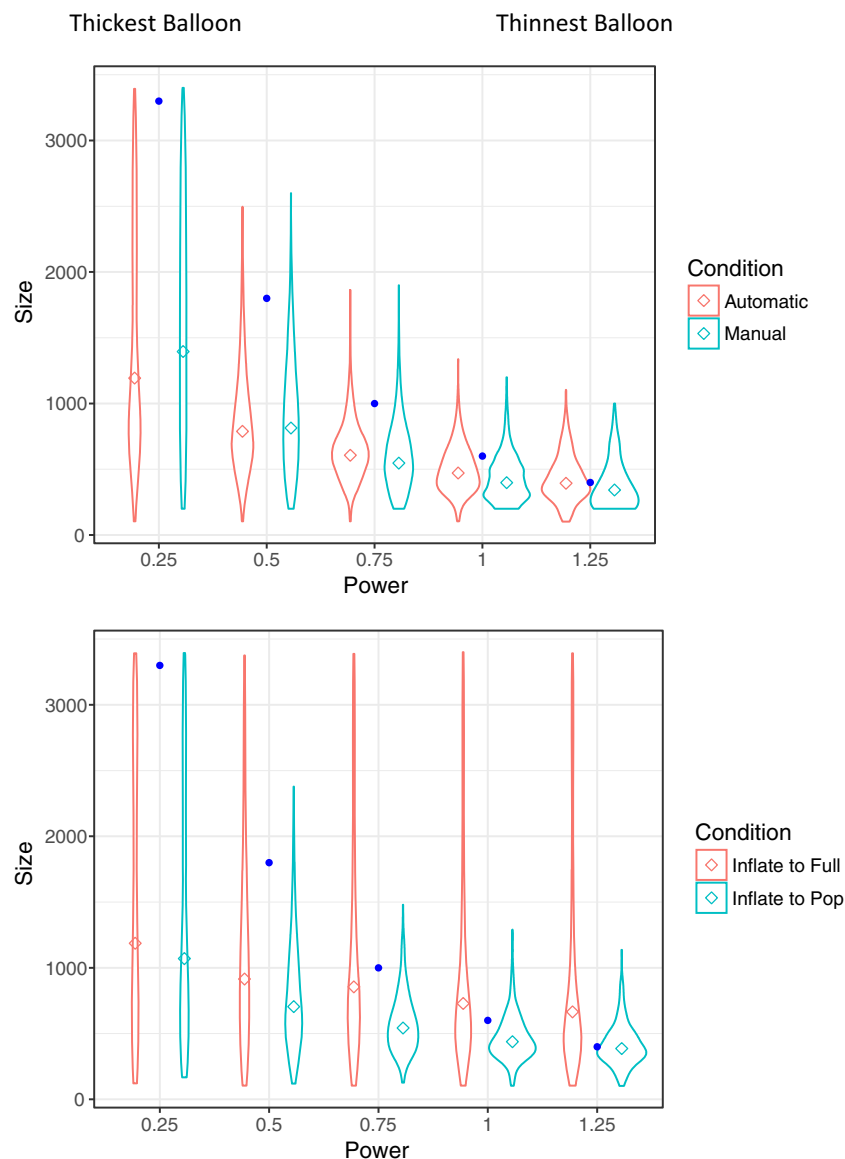 Thickest Balloon Thinnest Balloon
3000
2000
1000
0
Size
0.25 0.5 0.75 1 1.25
Power
Condition
Automatic
Manual
3000
2000
1000
0
Size
0.25 0.5 0.75 1 1.25
Power
Condition
Inflate to Full
Inflate to Pop